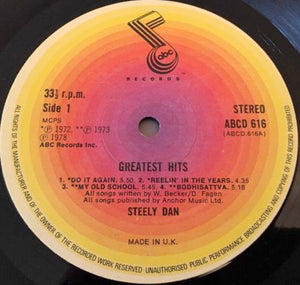 abc
RECORDS
33⅓ r.p.m.
Side 1
MCPS
℗ *1972, **℗ *1973
℗ 1978
ABC Records Inc.
STEREO
ABCD 616
(ABCD.616A)
GREATEST HITS
1. *DO IT AGAIN. 5.50. 2. *REELIN' IN THE YEARS.
3. **MY OLD SCHOOL. 5.45. 4. **BODHISATTVA. 5.18
All songs written by W. Becker/D. Fagen
All songs published by Anchor Music Ltd.
STEELY DAN
MADE IN U.K.
ALL RIGHTS OF THE MANUFACTURER AND OF THE OWNER OF THE RECORDED WORK RESERVED UNAUTHORISED PUBLIC PERFORMANCE BROADCASTING AND COPYING OF THIS RECORD PROHIBITED